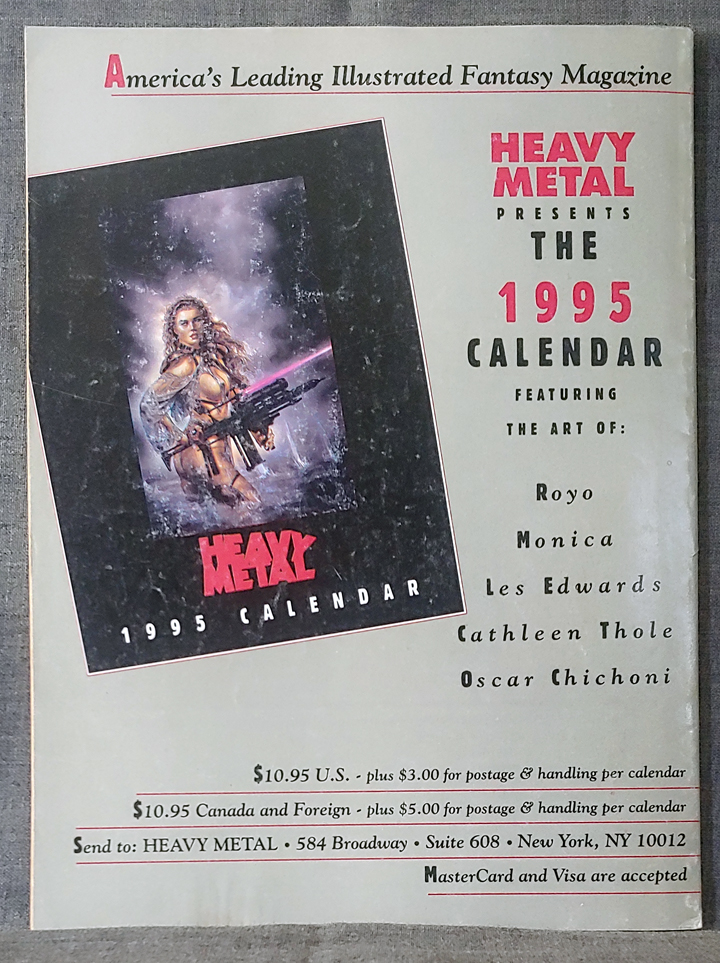 America's Leading Illustrated Fantasy Magazine
HEAVY
METAL
PRESENTS
THE
1995
CALENDAR
FEATURING
THE ART OF:
Royo
Monica
Les Edwards
Cathleen Thole
Oscar Chichoni
HEAVY
METAL
1995 CALENDAR
$10.95 U.S. - plus $3.00 for postage & handling per calendar
$10.95 Canada and Foreign - plus $5.00 for postage & handling per calendar
Send to: HEAVY METAL • 584 Broadway • Suite 608 • New York, NY 10012
MasterCard and Visa are accepted